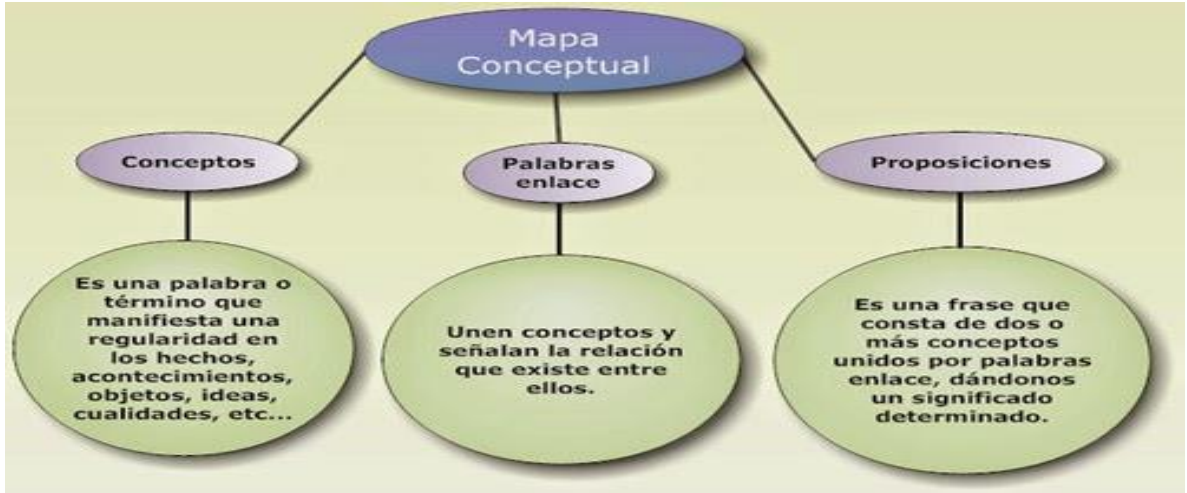 Mapa
Conceptual
Conceptos
Palabras
enlace
Proposiciones
Es una palabra o
término que
manifiesta una
regularidad en
los hechos,
acontecimientos,
objetos, ideas,
cualidades, etc...
Unen conceptos y
señalan la relación
que existe entre
ellos.
Es una frase que
consta de dos o
más conceptos
unidos por palabras
enlace, dándonos
un significado
determinado.